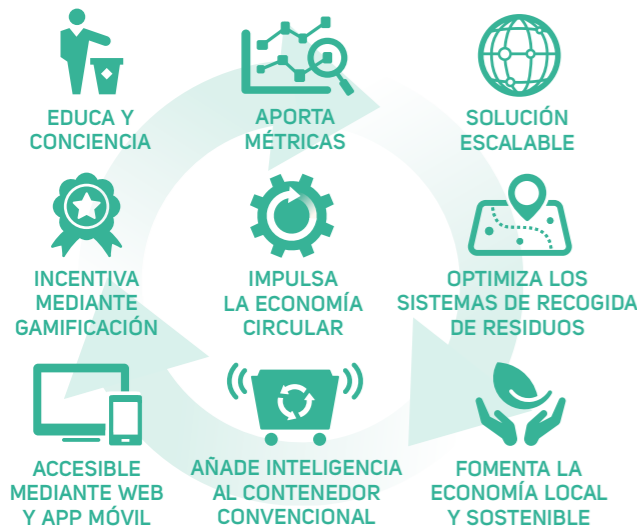 EDUCA Y
CONCIENCIA
APORTA
MÉTRICAS
SOLUCIÓN
ESCALABLE
INCENTIVA
MEDIANTE
GAMIFICACIÓN
IMPULSA
LA ECONOMÍA
CIRCULAR
OPTIMIZA LOS
SISTEMAS DE RECOGIDA
DE RESIDUOS
ACCESIBLE
MEDIANTE WEB
Y APP MÓVIL
AÑADE INTELIGENCIA
AL CONTENEDOR
CONVENCIONAL
FOMENTA LA
ECONOMÍA LOCAL
Y SOSTENIBLE